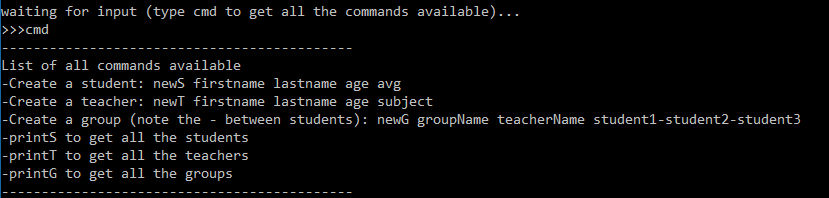 waiting for input (type cmd to get all the commands available)...
>>>cmd
--------------------------------------------
List of all commands available
-Create a student: newS firstname lastname age avg
-Create a teacher: newT firstname lastname age subject
-Create a group (note the - between students): newG groupName teacherName student1-student2-student3
-printS to get all the students
-printT to get all the teachers
-printG to get all the groups
--------------------------------------------